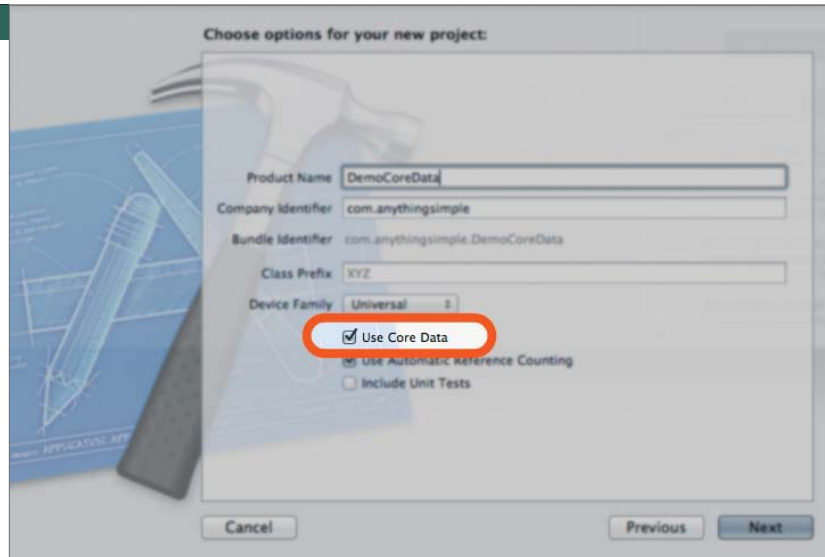 Choose options for your new project:
Product Name DemoCoreData
Company Identifier com.anythingsimple
Bundle Identifier com.anythingsimple.DemoCoreData
Class Prefix XYZ
Device Family Universal
Use Core Data
Use Automatic Reference Counting
Include Unit Tests
Cancel Previous Next